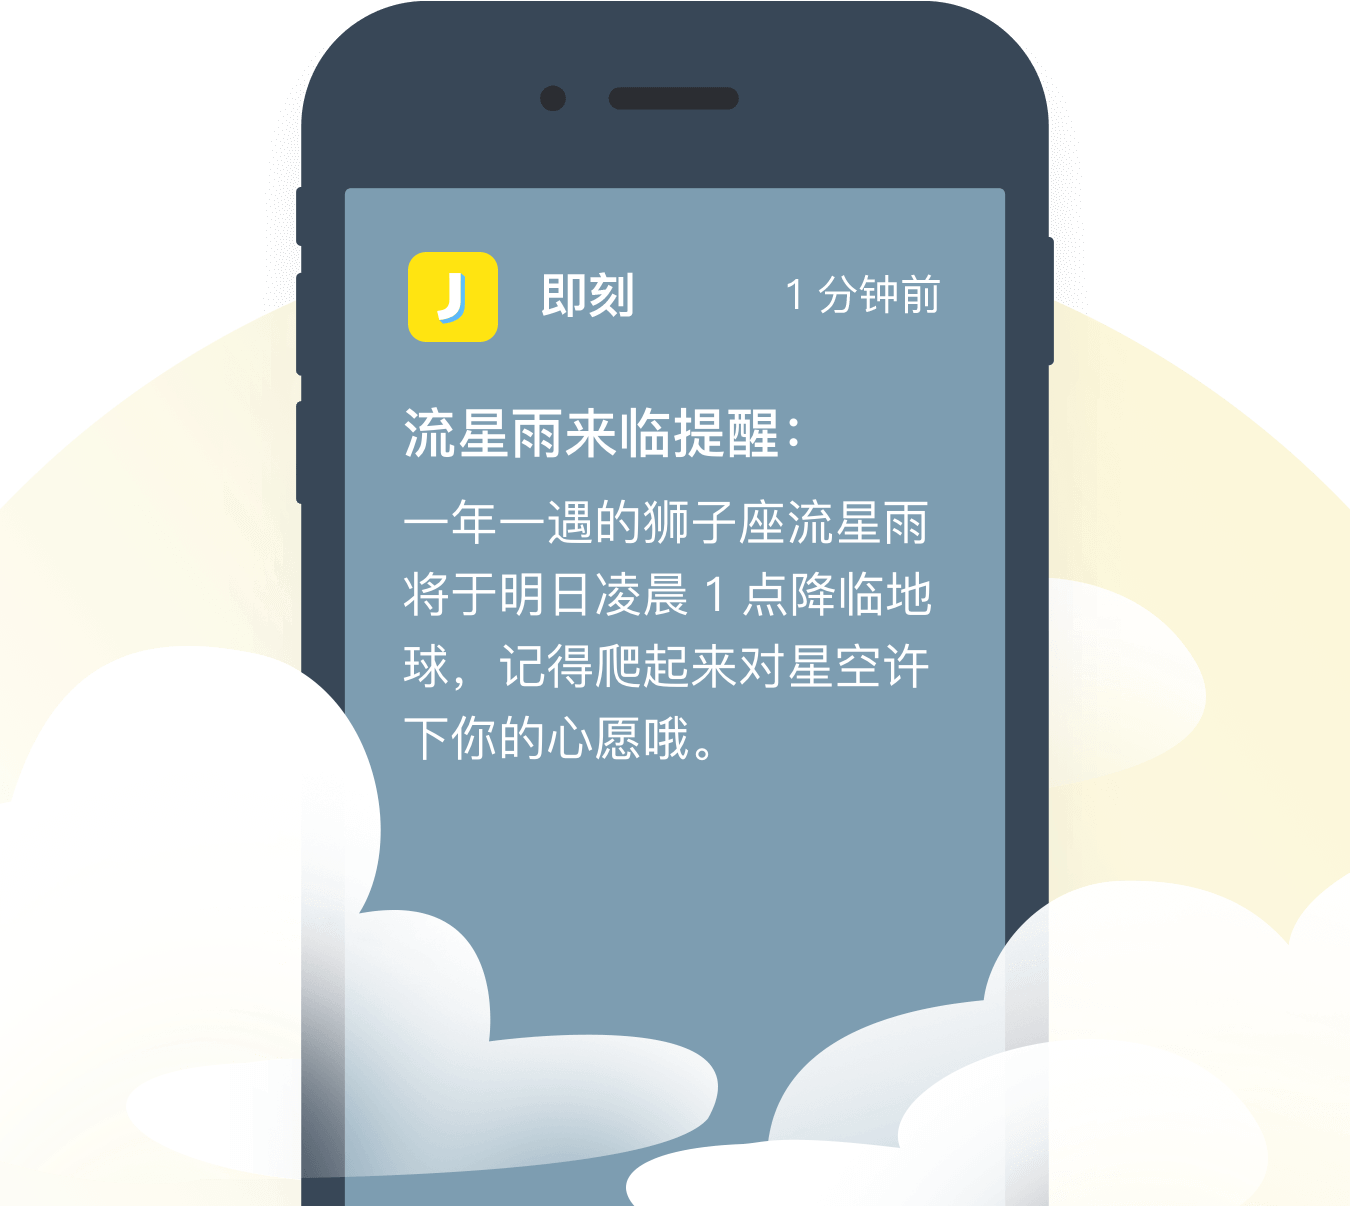 J
即刻
1 分钟前
流星雨来临提醒：
一年一遇的狮子座流星雨
将于明日凌晨 1 点降临地
球，记得爬起来对星空许
下你的心愿哦。